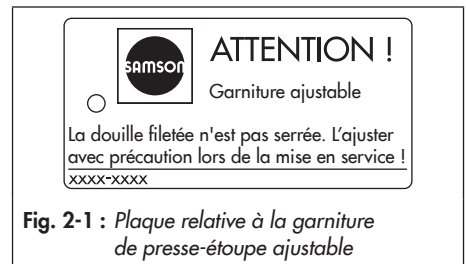 SAMSON
ATTENTION !
Garniture ajustable
La douille filetée n'est pas serrée. L'ajuster
avec précaution lors de la mise en service !
xxxx-xxxx
Fig. 2-1 : Plaque relative à la garniture
de presse-étoupe ajustable